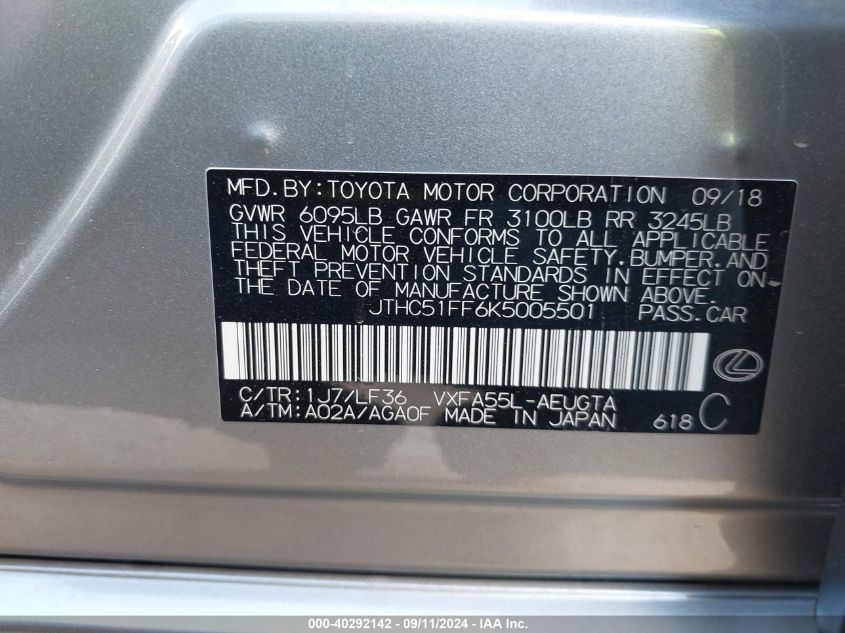 MFD.BY:TOYOTA MOTOR CORPORATION 09/18
GVWR 6095LB GAWR FR 3100LB RR 3245LB
THIS VEHICLE CONFORMS TO ALL APPLICABLE
FEDERAL MOTOR VEHICLE SAFETY.BUMPER.AND
THEFT PREVENTION STANDARDS IN EFFECT ON
THE DATE OF MANUFACTURE SHOWN ABOVE.
JTHC51FF6K5005501 PASS.CAR
C/TR:1J7/LF36 VXFA55L-AEUGTA
A/TM:A02A/AGA0F MADE IN JAPAN 618 C
000-40292142 - 09/11/2024 - IAA Inc.